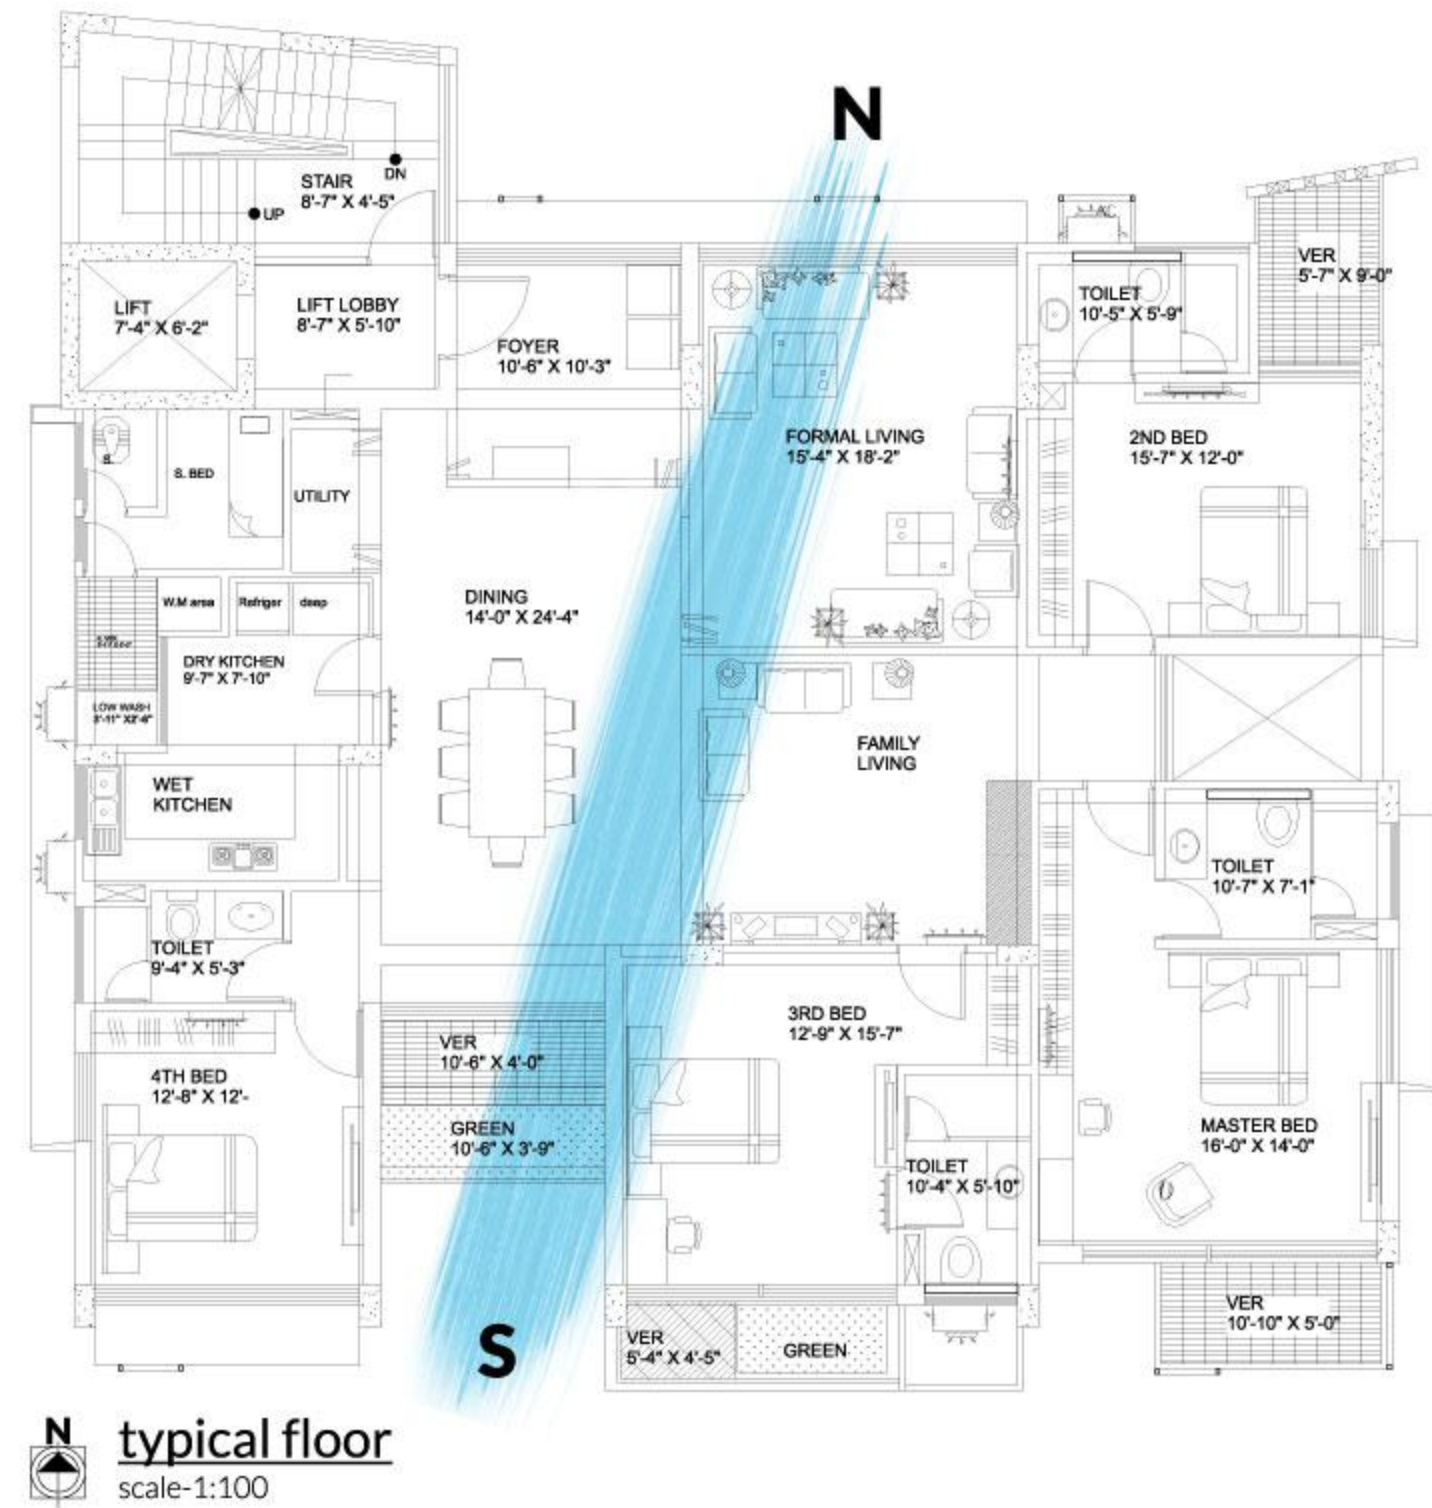 N
STAIR
8'-7" X 4'-5"
DN
UP
VER
5'-7" X 9'-0"
AC
TOILET
10'-5" X 5'-9"
LIFT
7'-4" X 6'-2"
LIFT LOBBY
8'-7" X 5'-10"
FOYER
10'-6" X 10'-3"
FORMAL LIVING
15'-4" X 18'-2"
2ND BED
15'-7" X 12'-0"
S.
S. BED
UTILITY
DINING
14'-0" X 24'-4"
W.M area
Refriger
deep
DRY KITCHEN
9'-7" X 7'-10"
LOW WASH
3'-11" X2'-6"
FAMILY
LIVING
WET
KITCHEN
TOILET
10'-7" X 7'-1"
TOILET
9'-4" X 5'-3"
3RD BED
12'-9" X 15'-7"
VER
10'-6" X 4'-0"
4TH BED
12'-8" X 12'-
GREEN
10'-6" X 3'-9"
MASTER BED
16'-0" X 14'-0"
TOILET
10'-4" X 5'-10"
VER
10'-10" X 5'-0"
S
VER
5'-4" X 4'-5"
GREEN
N
typical floor
scale-1:100